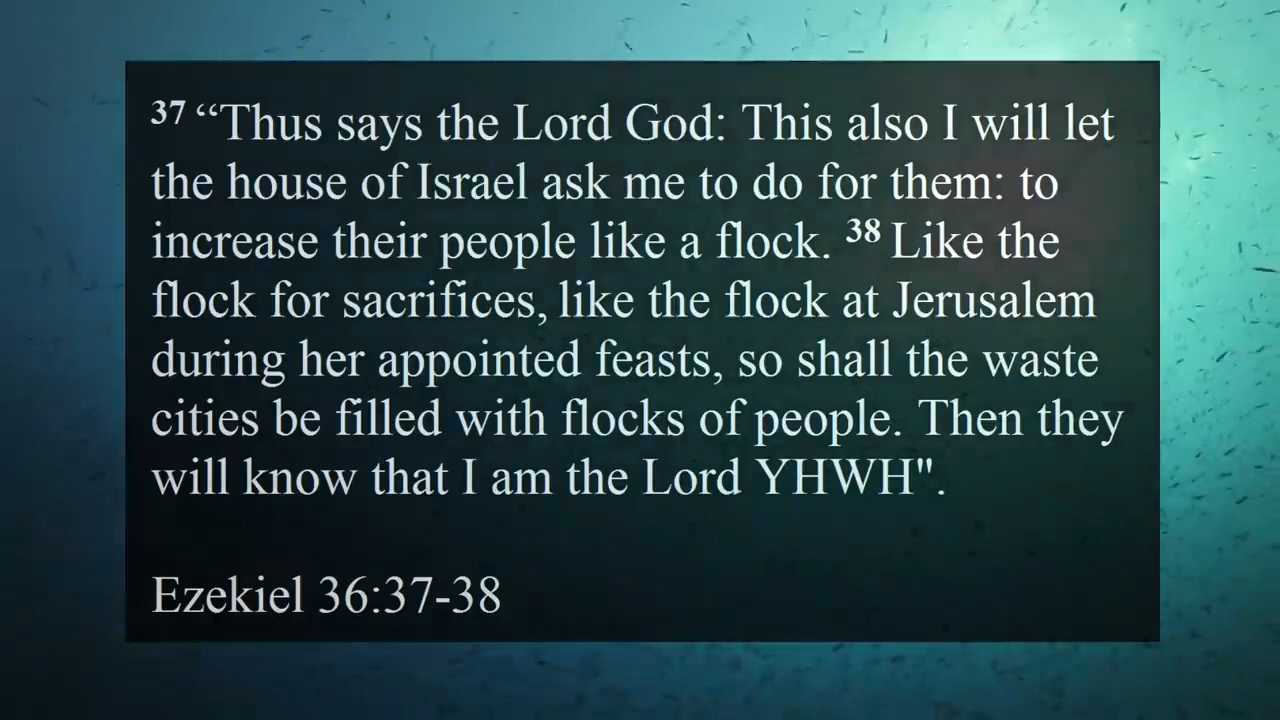 37 “Thus says the Lord God: This also I will let
the house of Israel ask me to do for them: to
increase their people like a flock. 38 Like the
flock for sacrifices, like the flock at Jerusalem
during her appointed feasts, so shall the waste
cities be filled with flocks of people. Then they
will know that I am the Lord YHWH".
Ezekiel 36:37-38